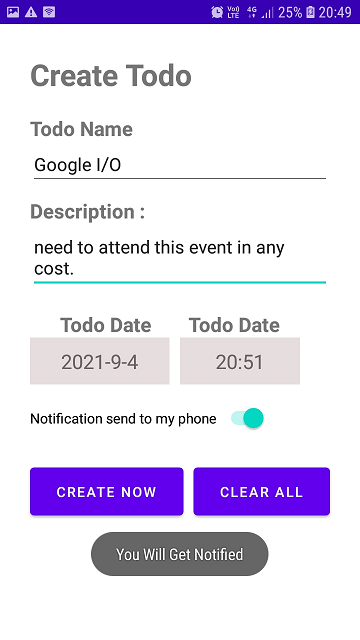 Vo)) LTE 4G 25% 20:49
Create Todo
Todo Name
Google I/O
Description :
need to attend this event in any
cost.
Todo Date Todo Date
2021-9-4 20:51
Notification send to my phone
CREATE NOW CLEAR ALL
You Will Get Notified